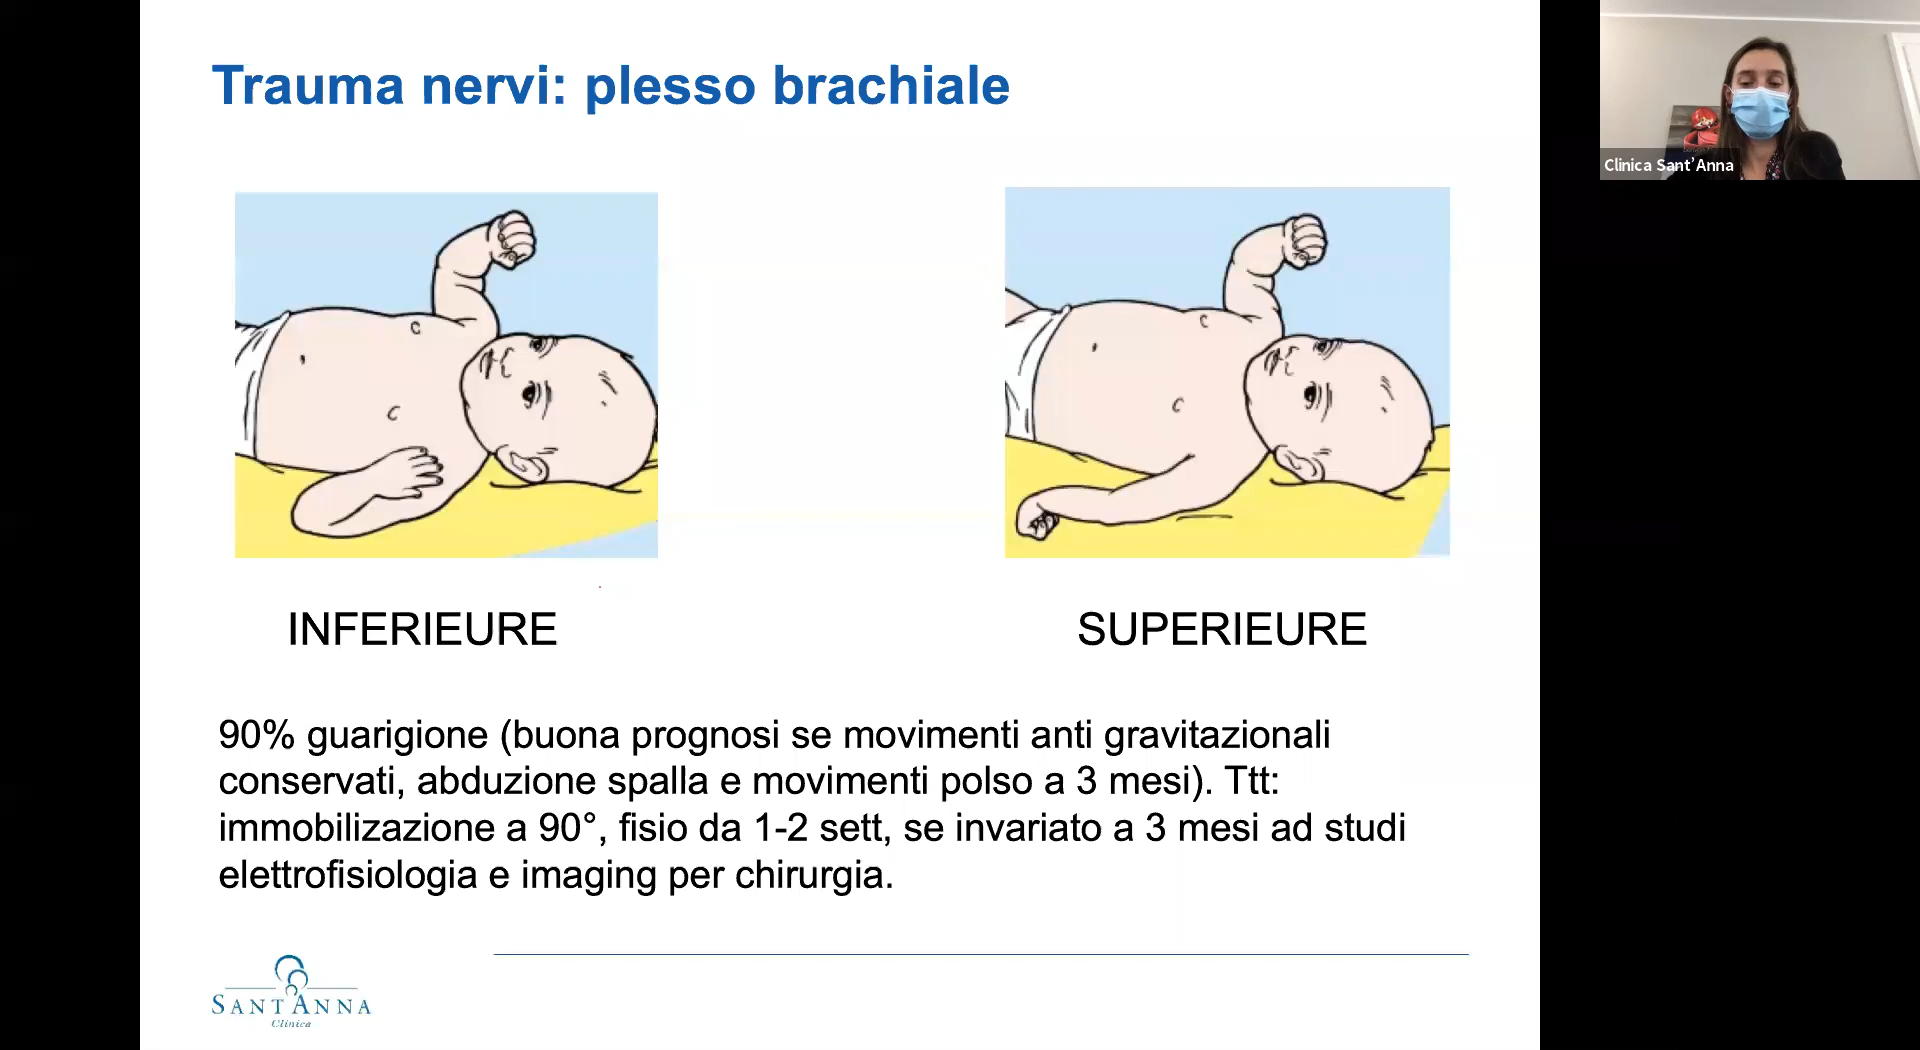 Trauma nervi: plesso brachiale
Clinica Sant'Anna
INFERIEURE
SUPERIEURE
90% guarigione (buona prognosi se movimenti anti gravitazionali
conservati, abduzione spalla e movimenti polso a 3 mesi). Ttt:
immobilizazione a 90°, fisio da 1-2 sett, se invariato a 3 mesi ad studi
elettrofisiologia e imaging per chirurgia.
SANT'ANNA
Clinica